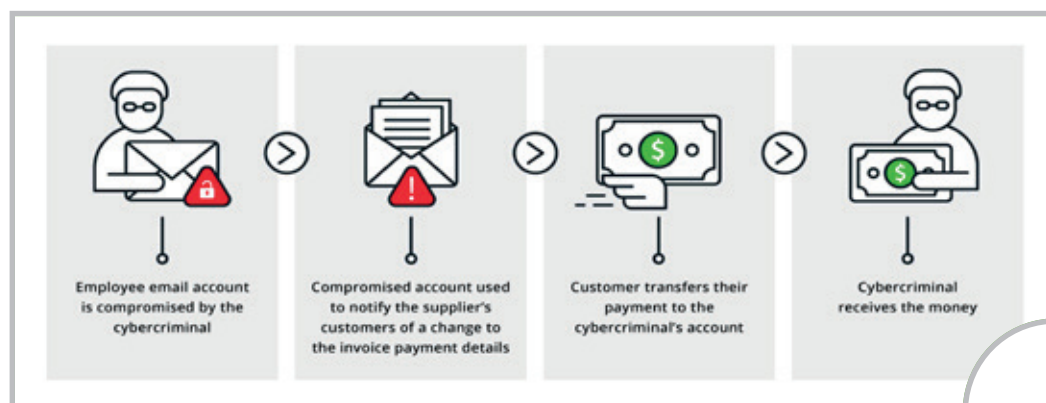 Employee email account
is compromised by the
cybercriminal
Compromised account used
to notify the supplier's
customers of a change to
the invoice payment details
Customer transfers their
payment to the
cybercriminal's account
Cybercriminal
receives the money